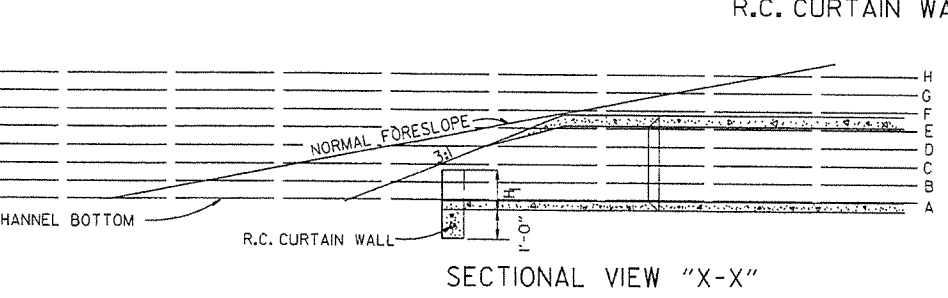 R.C. CURTAIN WA
H
G
F
E
D
C
B
A
NORMAL FORESLOPE
3:1
H
HANNEL BOTTOM
R.C. CURTAIN WALL
1'-0"
SECTIONAL VIEW "X-X"